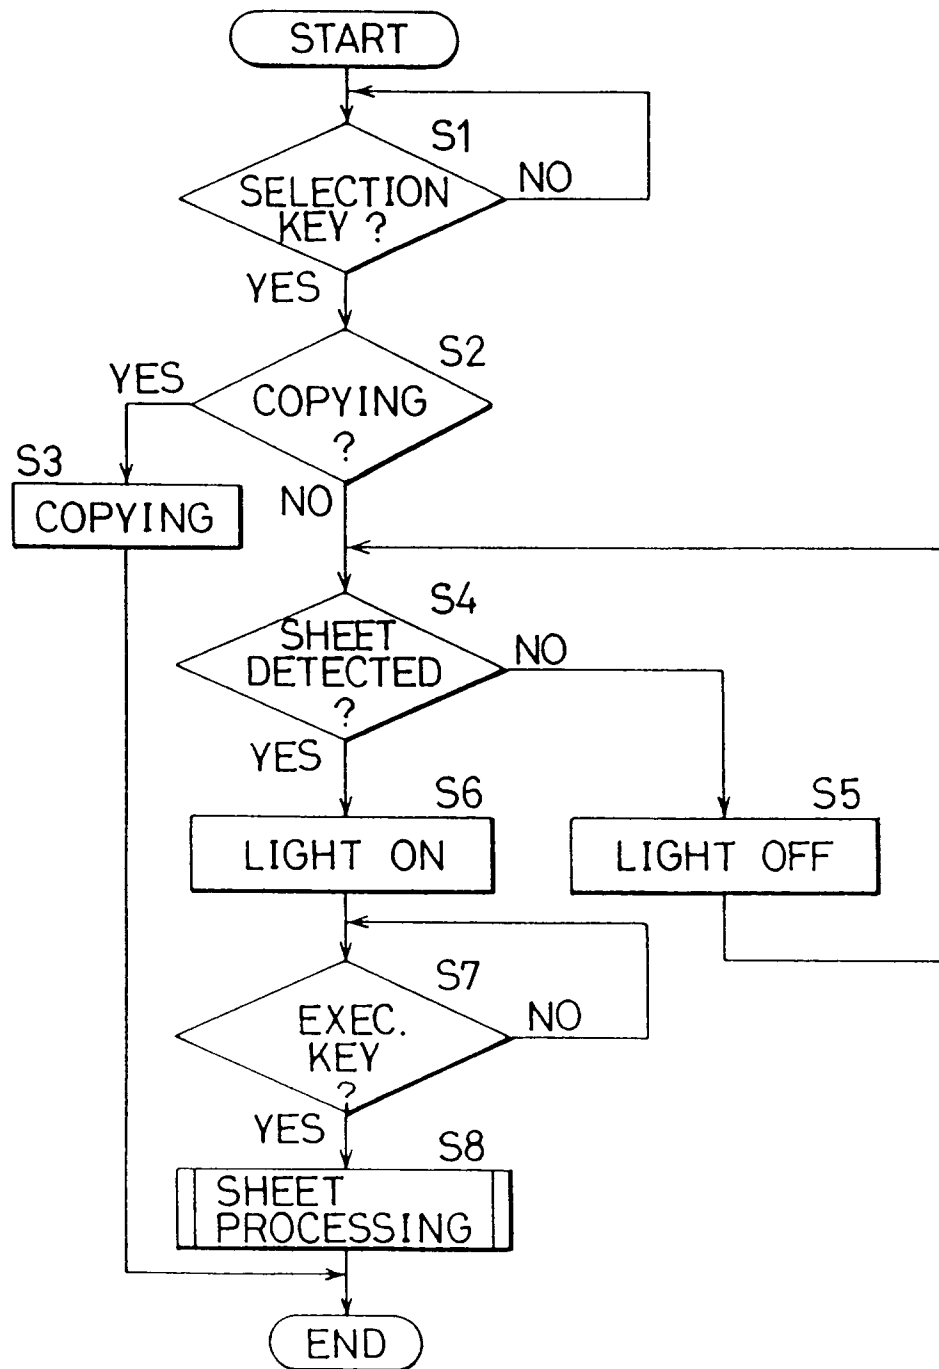 START
S1
SELECTION
KEY ?
NO
YES
S2
YES
COPYING
?
S3
COPYING
NO
S4
SHEET
DETECTED
?
NO
YES
S6
LIGHT ON
S5
LIGHT OFF
S7
EXEC.
KEY
?
NO
YES
S8
SHEET
PROCESSING
END